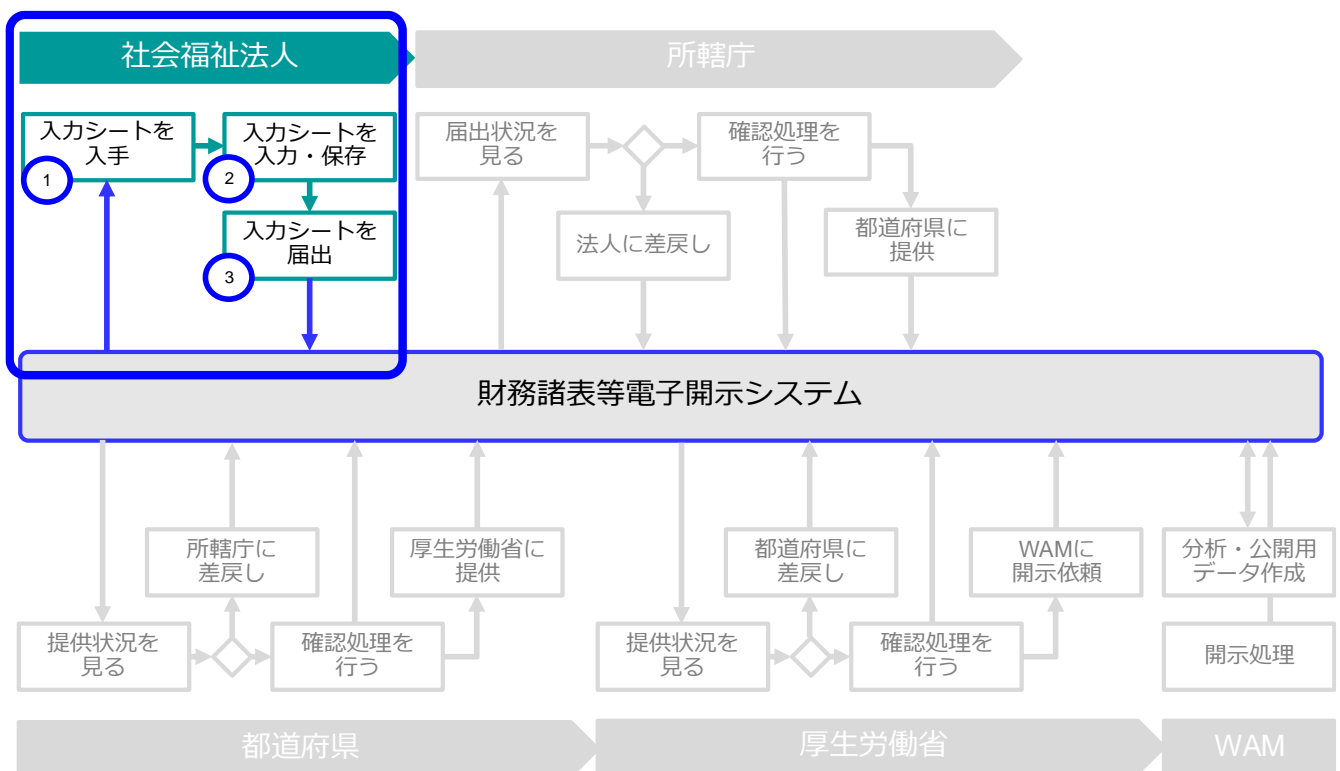 社会福祉法人
所轄庁
入力シートを
入手
1
入力シートを
入力・保存
2
入力シートを
届出
3
届出状況を
見る
確認処理を
行う
法人に差戻し
都道府県に
提供
財務諸表等電子開示システム
所轄庁に
差戻し
厚生労働省に
提供
都道府県に
差戻し
WAMに
開示依頼
分析・公開用
データ作成
提供状況を
見る
確認処理を
行う
提供状況を
見る
確認処理を
行う
開示処理
都道府県
厚生労働省
WAM